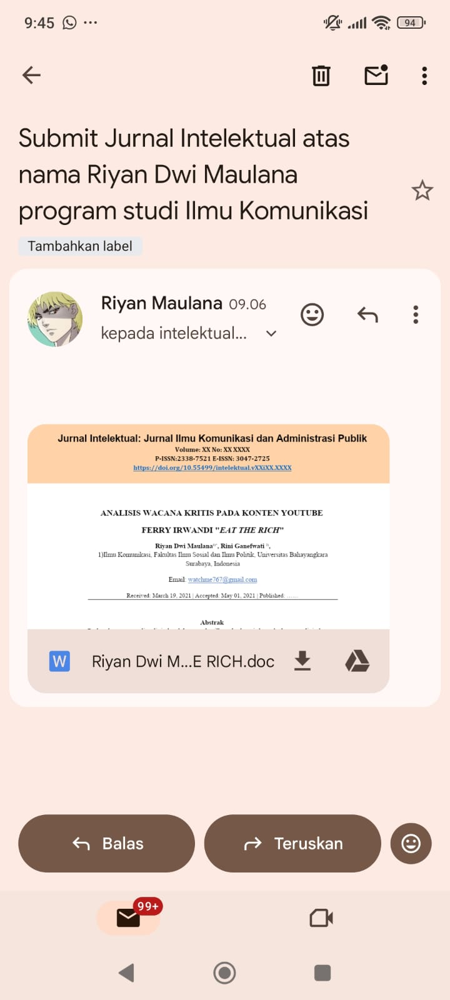 9:45
94
Submit Jurnal Intelektual atas
nama Riyan Dwi Maulana
program studi Ilmu Komunikasi
Tambahkan label
Riyan Maulana 09.06
kepada intelektual...
Jurnal Intelektual: Jurnal Ilmu Komunikasi dan Administrasi Publik
Volume: XX No: XX XXXX
P-ISSN:2338-7521 E-ISSN: 3047-2725
https://doi.org/10.55499/intelektual.vXXiXX.XXXX
ANALISIS WACANA KRITIS PADA KONTEN YOUTUBE
FERRY IRWANDI "EAT THE RICH"
Riyan Dwi Maulana, Rini Ganefwati
1)Ilmu Komunikasi, Fakultas Ilmu Sosial dan Ilmu Politik, Universitas Bahayangkara
Surabaya, Indonesia
Email: watchme767@gmail.com
Received: March 19, 2021 | Accepted: May 01, 2021 | Published: ......
Abstrak
W Riyan Dwi M...E RICH.doc
Balas
Teruskan
99+